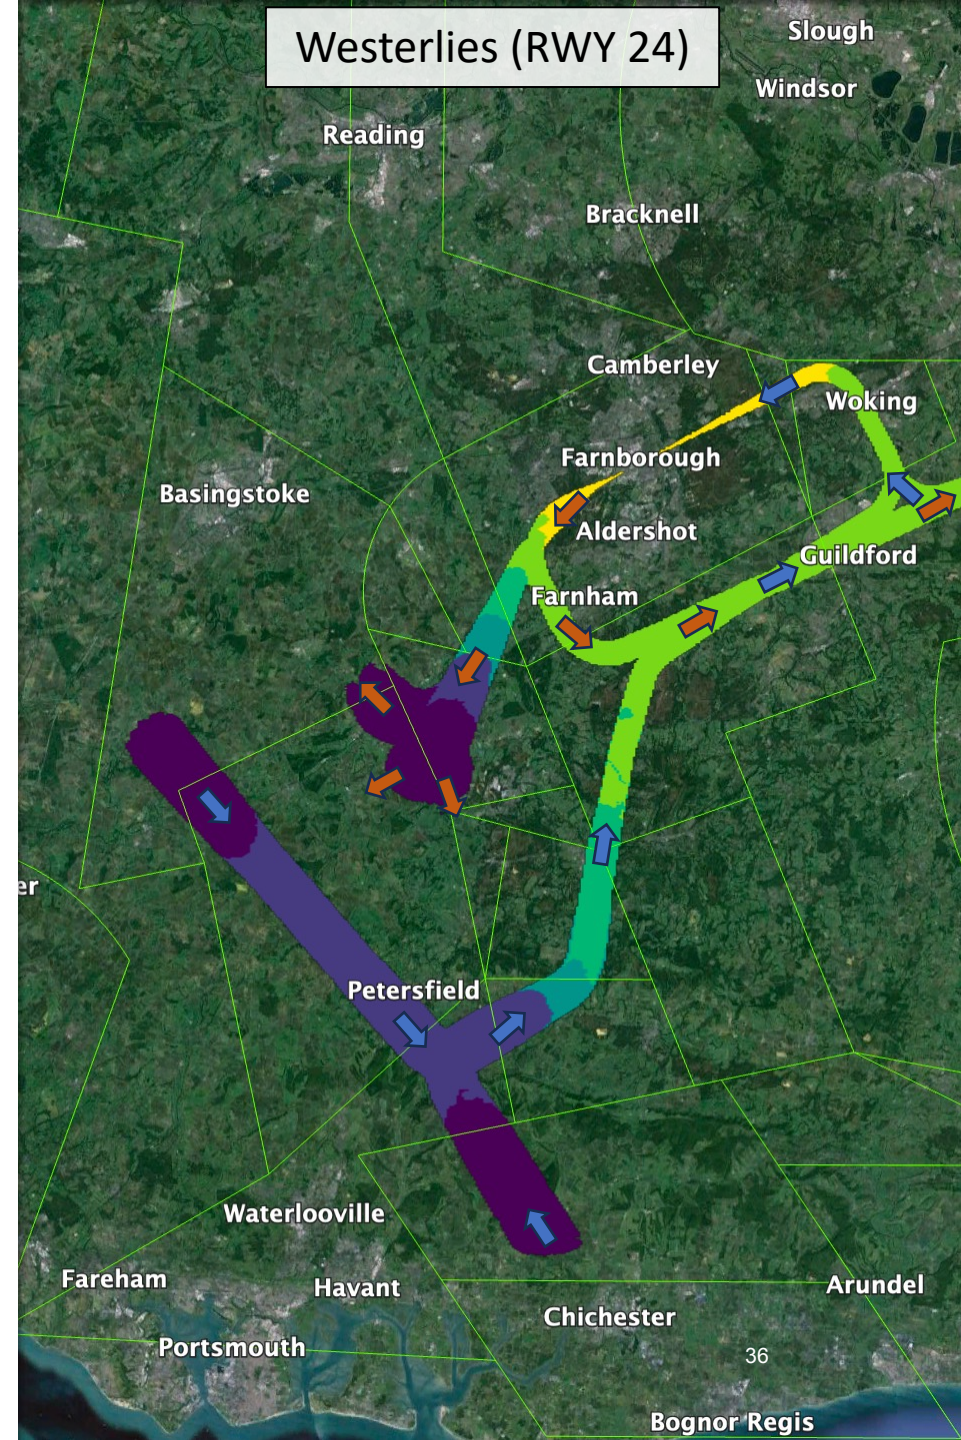 Westerlies (RWY 24)
Slough
Windsor
Reading
Bracknell
Camberley
Woking
Farnborough
Basingstoke
Aldershot
Guildford
Farnham
er
Petersfield
Waterlooville
Fareham
Havant
Arundel
Chichester
Portsmouth
36
Bognor Regis